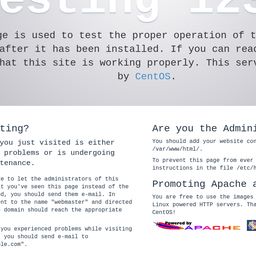 esting 123
ge is used to test the proper operation of t
after it has been installed. If you can read
hat this site is working properly. This serv
by CentOS.
ting?
you just visited is either
problems or is undergoing
tenance.
e to let the administrators of this
t you've seen this page instead of the
ed, you should send them e-mail. In
nt to the name "webmaster" and directed
domain should reach the appropriate
you experienced problems while visiting
you should send e-mail to
le.com".
Are you the Admini
You should add your website con
/var/www/html/.
To prevent this page from ever
instructions in the file /etc/h
Promoting Apache a
You are free to use the images
Linux powered HTTP servers. Tha
CentOS!
Powered by
APACHE